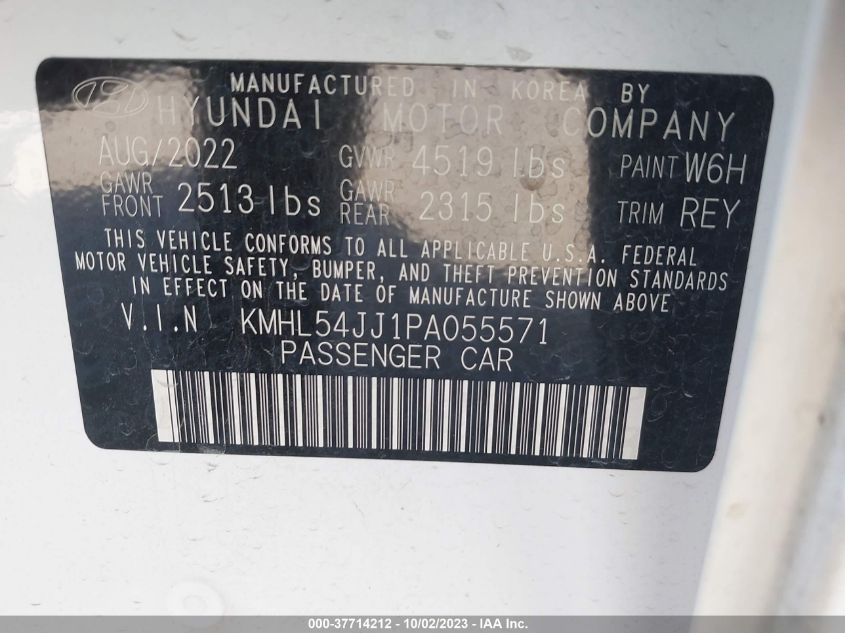 MANUFACTURED IN KOREA BY
HYUNDAI MOTOR COMPANY
AUG/2022 GVWR 4519 lbs PAINT W6H
GAWR FRONT 2513 lbs GAWR REAR 2315 lbs TRIM REY
THIS VEHICLE CONFORMS TO ALL APPLICABLE U.S.A. FEDERAL
MOTOR VEHICLE SAFETY, BUMPER, AND THEFT PREVENTION STANDARDS
IN EFFECT ON THE DATE OF MANUFACTURE SHOWN ABOVE
V.I.N KMHL54JJ1PA055571
PASSENGER CAR
000-37714212 - 10/02/2023 - IAA Inc.